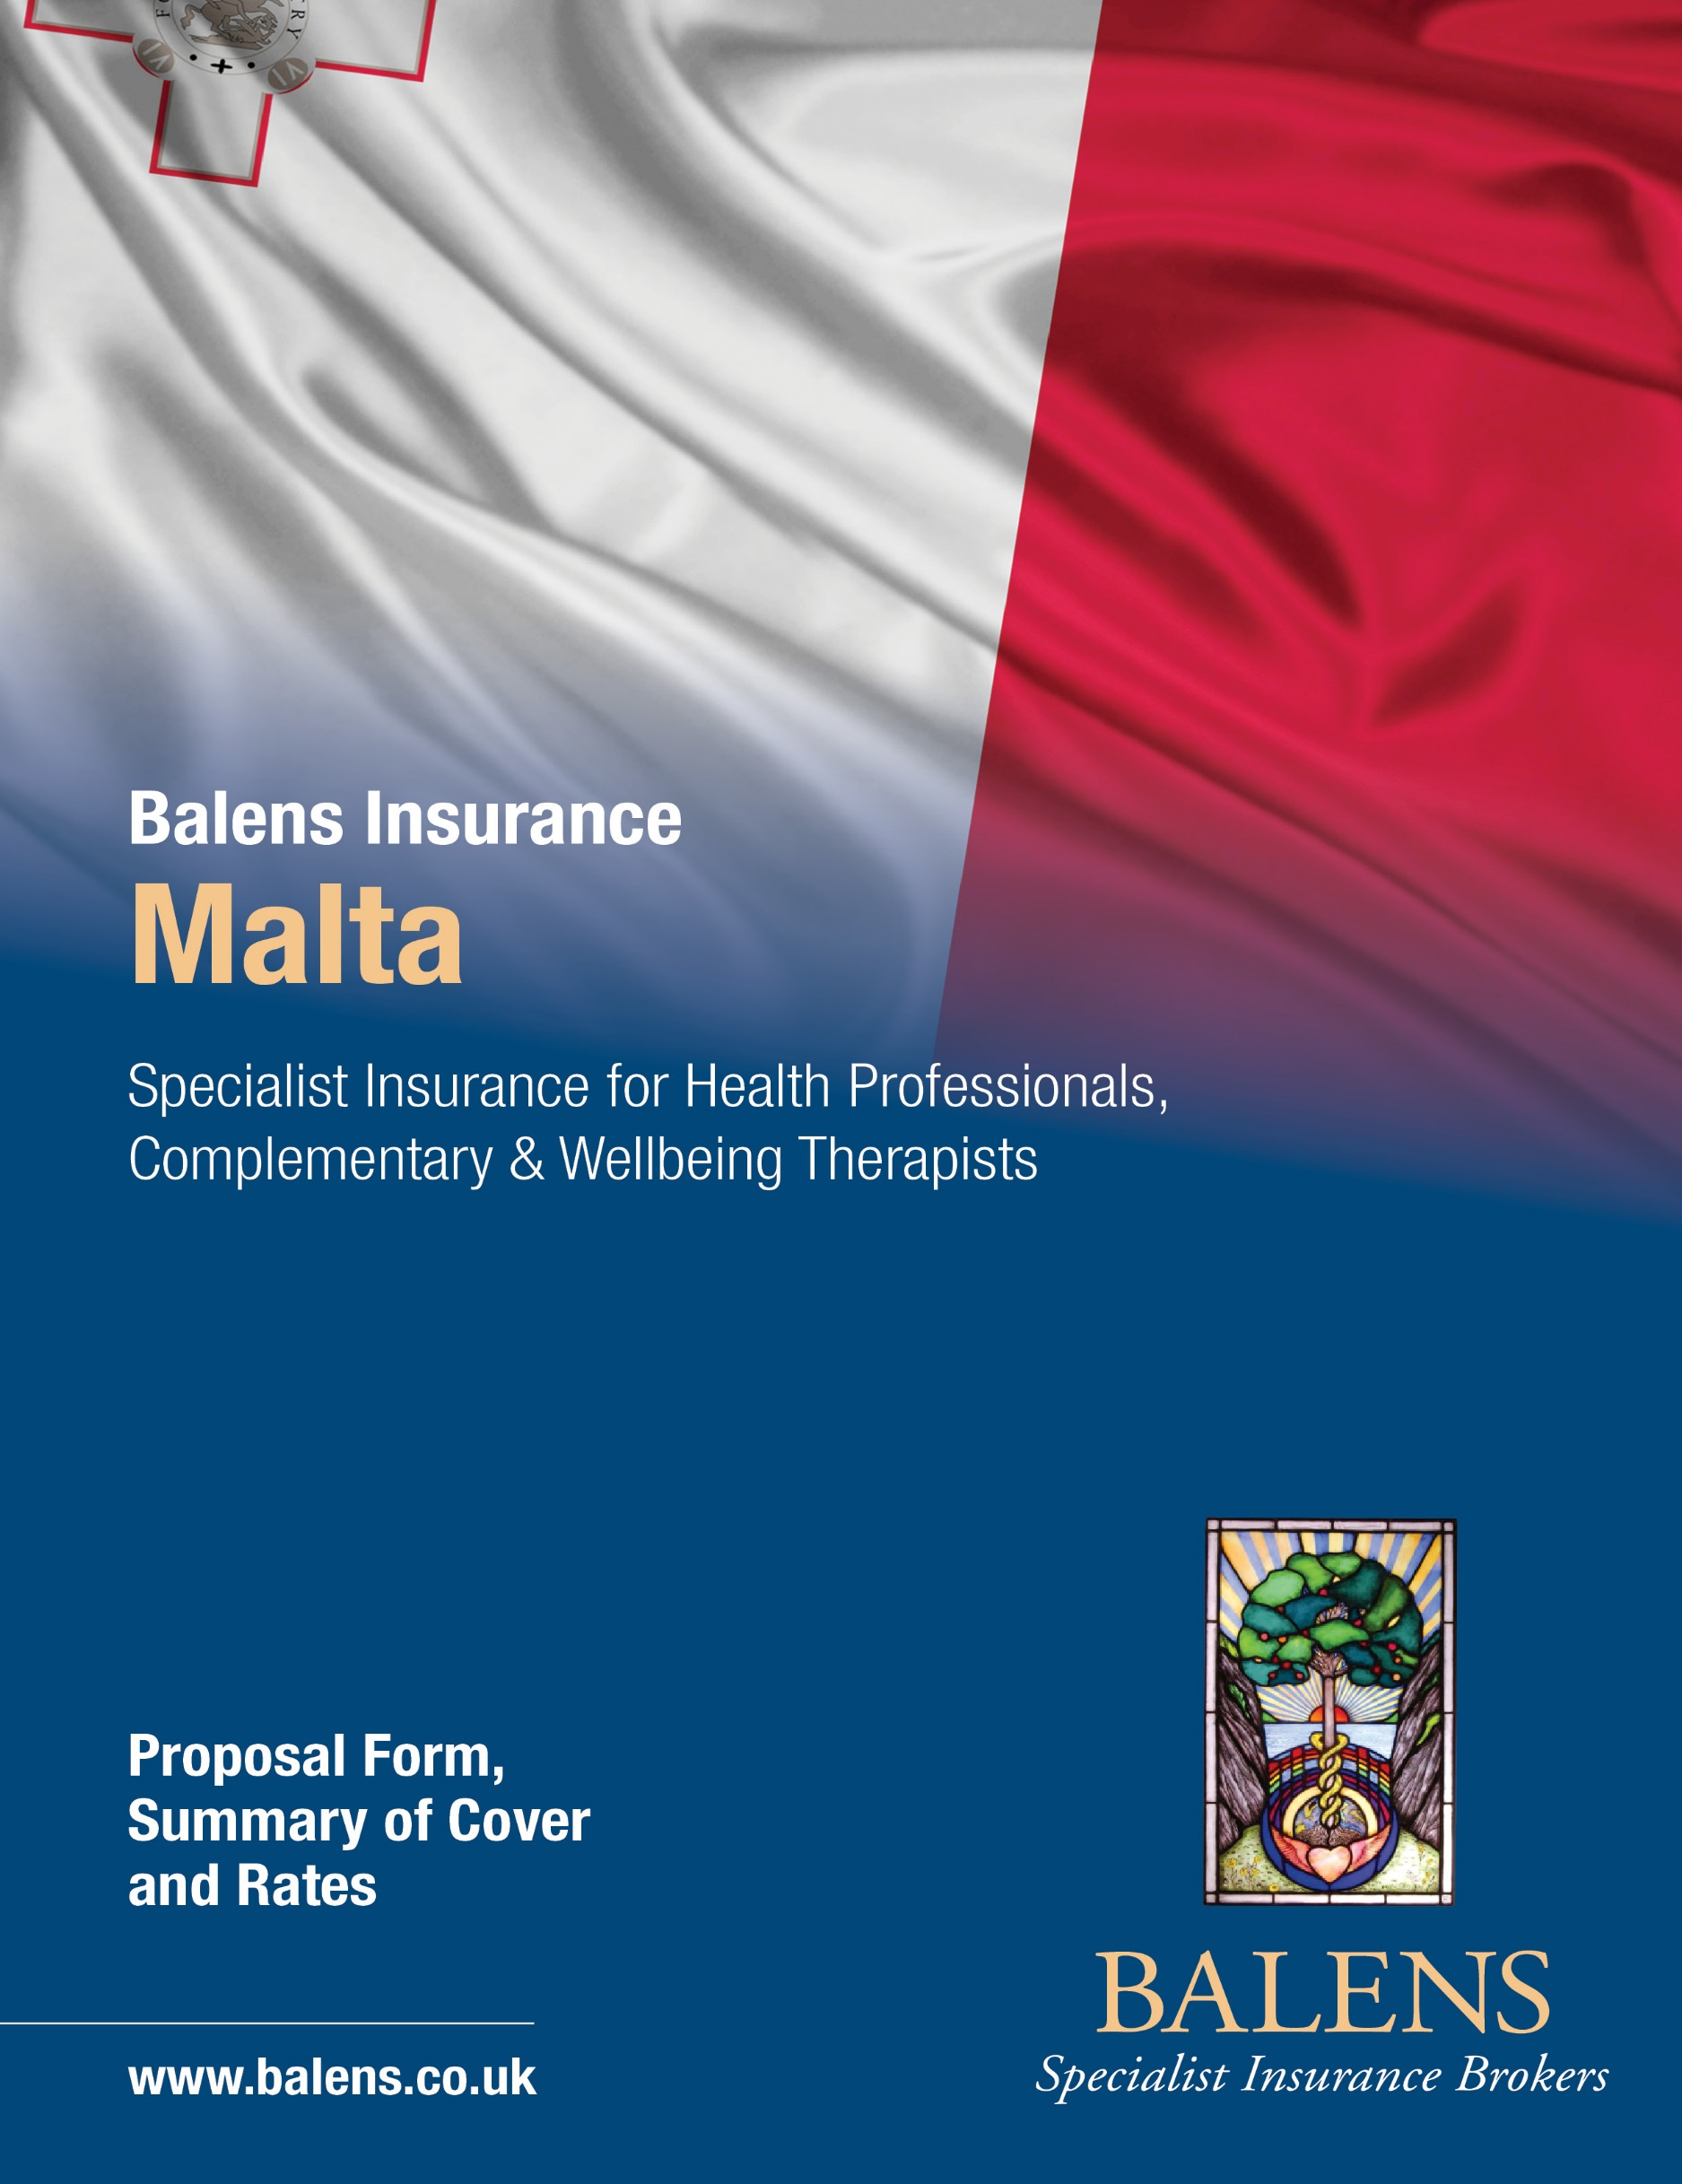 Balens Insurance
Malta
Specialist Insurance for Health Professionals,
Complementary & Wellbeing Therapists
Proposal Form,
Summary of Cover
and Rates
www.balens.co.uk
BALENS
Specialist Insurance Brokers